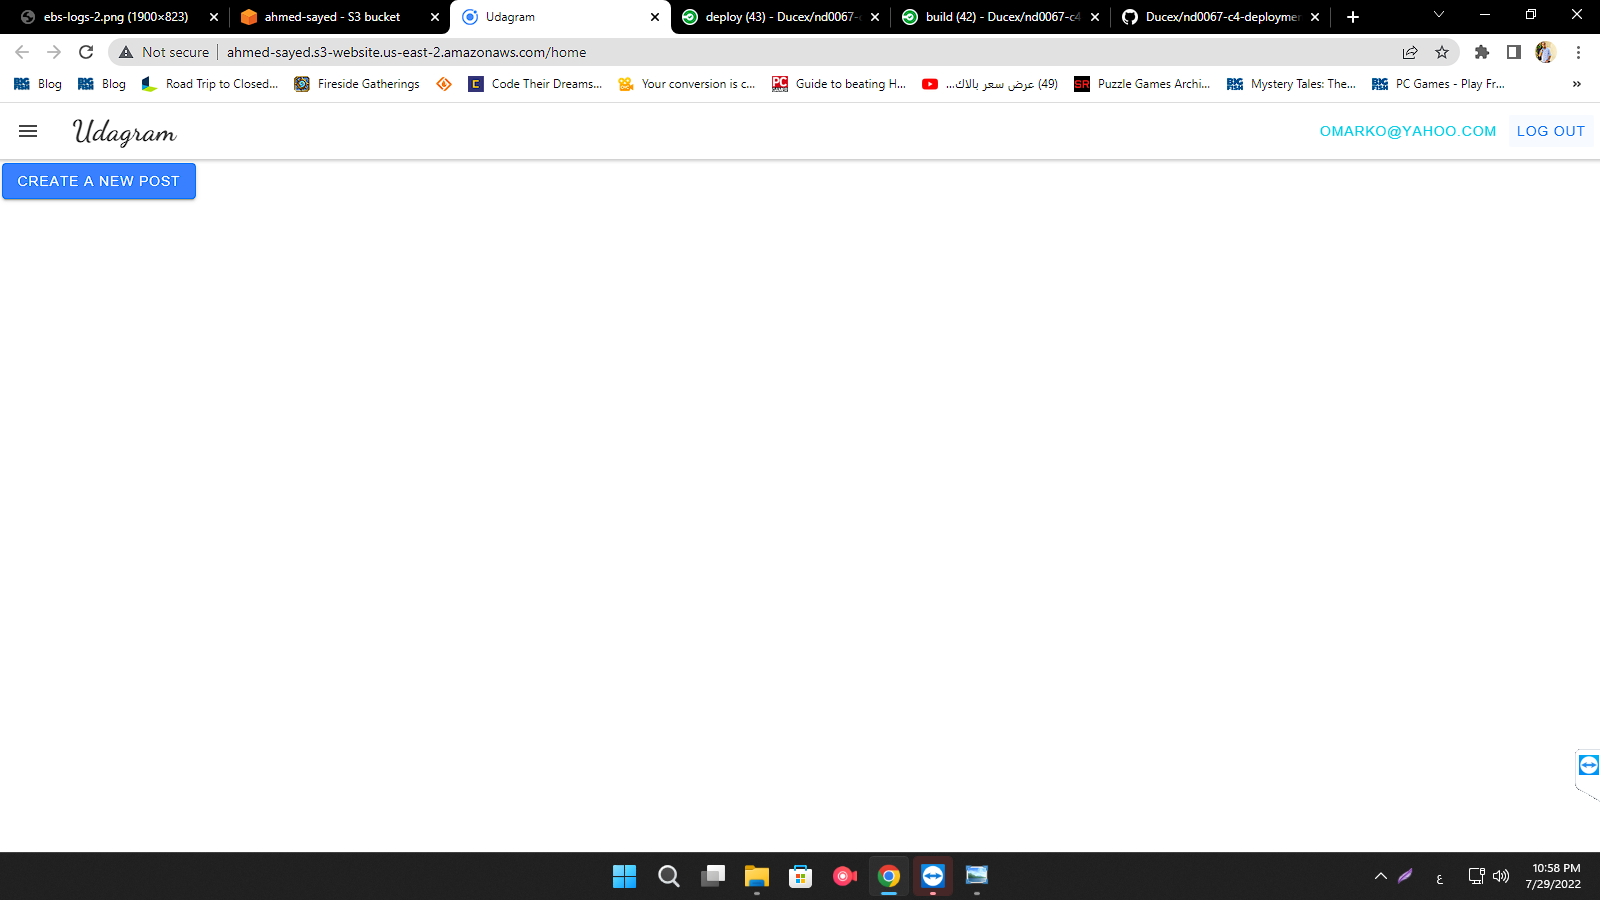 ebs-logs-2.png (1900×823)
ahmed-sayed - S3 bucket
Udagram
deploy (43) - Ducex/nd0067-
build (42) - Ducex/nd0067-c4
Ducex/nd0067-c4-deployme
Not secure
ahmed-sayed.s3-website.us-east-2.amazonaws.com/home
Blog
Blog
Road Trip to Closed...
Fireside Gatherings
Code Their Dreams...
Your conversion is c...
Guide to beating H...
(49) عرض سعر بالاك...
Puzzle Games Archi...
Mystery Tales: The...
PC Games - Play Fr...
Udagram
OMARKO@YAHOO.COM
LOG OUT
CREATE A NEW POST
ع
10:58 PM
7/29/2022